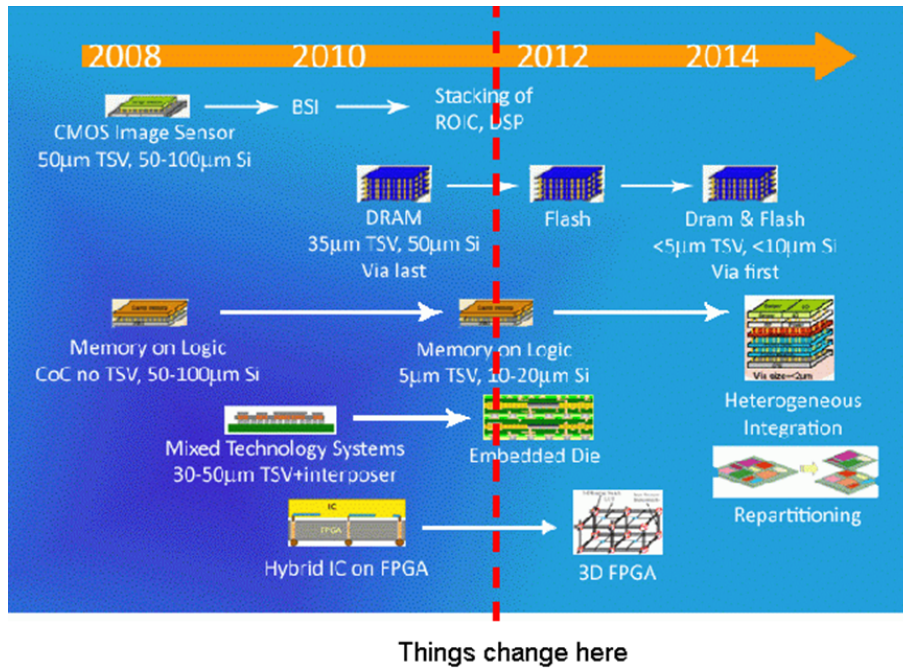 2008 2010 2012 2014
BSI
Stacking of
ROIC, DSP
CMOS Image Sensor
50μm TSV, 50-100μm Si
DRAM
35μm TSV, 50μm Si
Via last
Flash
Dram & Flash
<5μm TSV, <10μm Si
Via first
Memory on Logic
CoC no TSV, 50-100μm Si
Memory on Logic
5μm TSV, 10-20μm Si
Via size~<2μm
Heterogeneous
Integration
Mixed Technology Systems
30-50μm TSV+interposer
Embedded Die
Repartitioning
IC
FPGA
Hybrid IC on FPGA
3D FPGA
Things change here